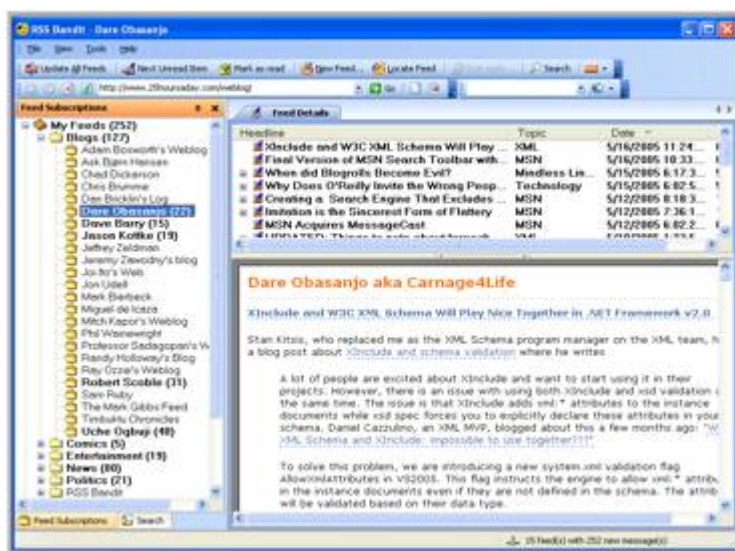 RSS Bandit - Dare Obasanjo
File View Tools Help
Update All Feeds Next Unread Item Mark as read New Feed... Locate Feed Search
http://www.25hoursaday.com/weblog/
Feed Subscriptions
My Feeds (252)
Blogs (127)
Adam Bosworth's Weblog
Ask Bjørn Hansen
Chad Dickerson
Chris Brumme
Dan Bricklin's Log
Dare Obasanjo (22)
Dave Barry (15)
Jason Kottke (19)
Jeffrey Zeldman
Jeremy Zawodny's blog
Joi Ito's Web
Jon Udell
Mark Bierbeck
Miguel de Icaza
Mitch Kapor's Weblog
Phil Wainewright
Professor Sadagopan's W
Randy Holloway's Blog
Ray Ozzie's Weblog
Robert Scoble (31)
Sam Ruby
The Mark Gibbs Feed
Timbuktu Chronicles
Uche Ogbuji (40)
Comics (5)
Entertainment (19)
News (80)
Politics (21)
RSS Bandit
Feed Subscriptions Search
Feed Details
Headline Topic Date
XInclude and W3C XML Schema Will Play ... XML 5/16/2005 11:24...
Final Version of MSN Search Toolbar with... MSN 5/16/2005 10:33...
When did Blogrolls Become Evil? Mindless Lin... 5/15/2005 6:17:3...
Why Does O'Reilly Invite the Wrong Peop... Technology 5/15/2005 6:02:5...
Creating a Search Engine That Excludes ... MSN 5/12/2005 8:18:3...
Imitation is the Sincerest Form of Flattery MSN 5/12/2005 7:36:1...
MSN Acquires MessageCast MSN 5/12/2005 6:02:2...
Dare Obasanjo aka Carnage4Life
XInclude and W3C XML Schema Will Play Nice Together in .NET Framework v2.0
Stan Kitsis, who replaced me as the XML Schema program manager on the XML team, h
a blog post about XInclude and schema validation where he writes
A lot of people are excited about XInclude and want to start using it in their
projects. However, there is an issue with using both XInclude and xsd validation
the same time. The issue is that XInclude adds xml:* attributes to the instance
documents while xsd spec forces you to explicitly declare these attributes in your
schema. Daniel Cazzulino, an XML MVP, blogged about this a few months ago: "W
XML Schema and XInclude: impossible to use together???"
To solve this problem, we are introducing a new system.xml validation flag
AllowXmlAttributes in VS2005. This flag instructs the engine to allow xml:* attrib
in the instance documents even if they are not defined in the schema. The attrib
will be validated based on their data type.
15 feed(s) with 252 new message(s)